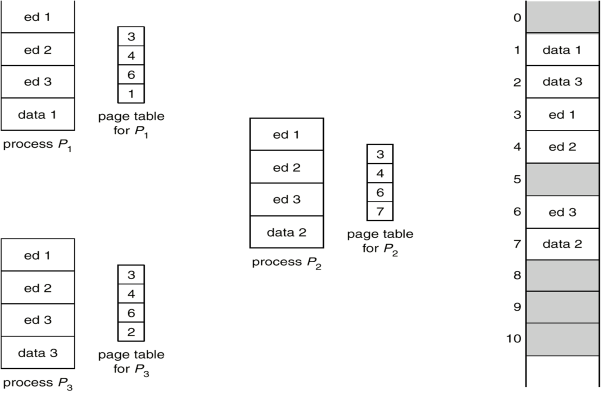 ed 1
ed 2
ed 3
data 1
process P1
3
4
6
1
page table
for P1
ed 1
ed 2
ed 3
data 2
process P2
3
4
6
7
page table
for P2
ed 1
ed 2
ed 3
data 3
process P3
3
4
6
2
page table
for P3
0
1 data 1
2 data 3
3 ed 1
4 ed 2
5
6 ed 3
7 data 2
8
9
10